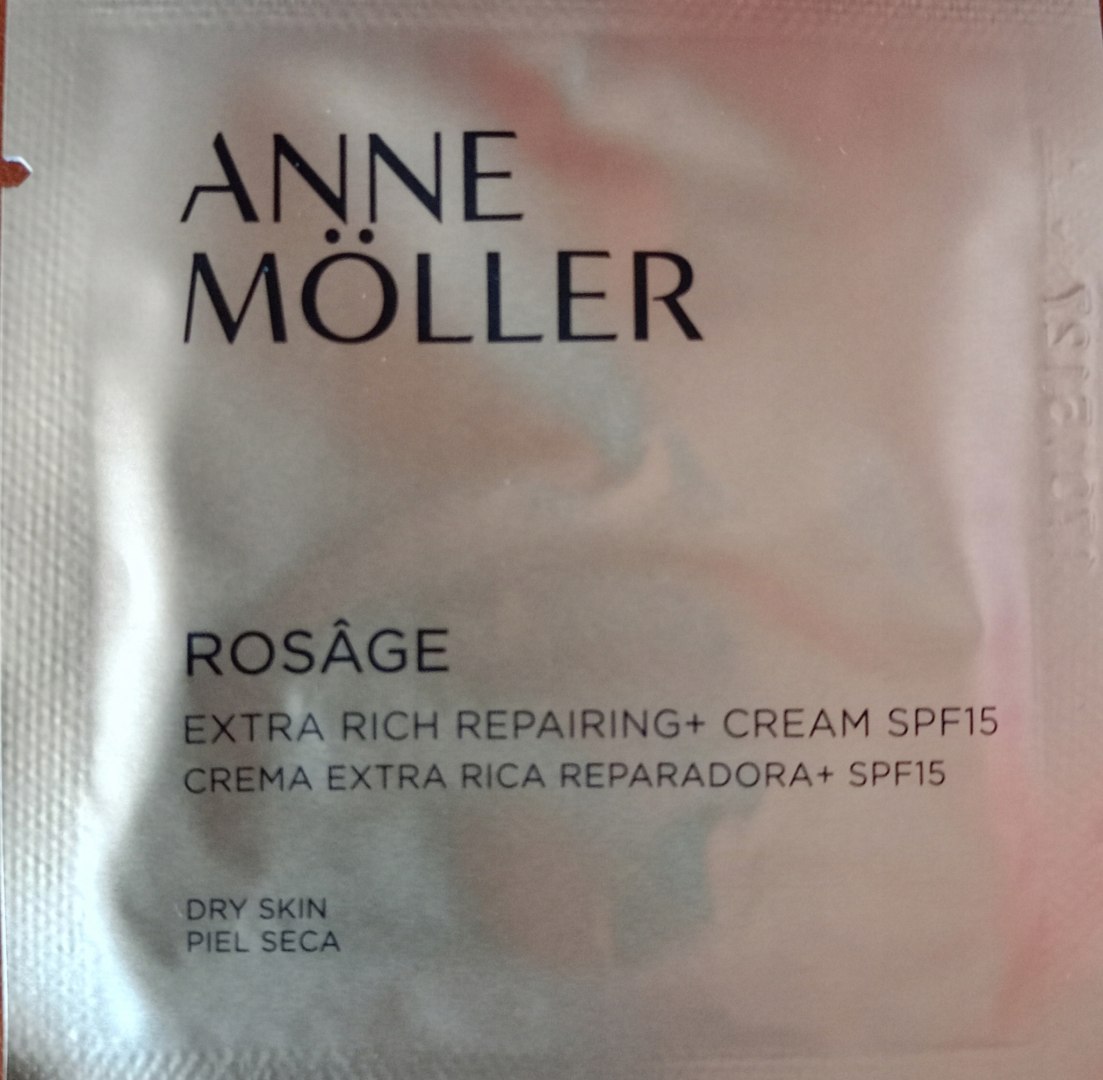 ANNE
MÖLLER
ROSÂGE
EXTRA RICH REPAIRING+ CREAM SPF15
CREMA EXTRA RICA REPARADORA+ SPF15
DRY SKIN
PIEL SECA